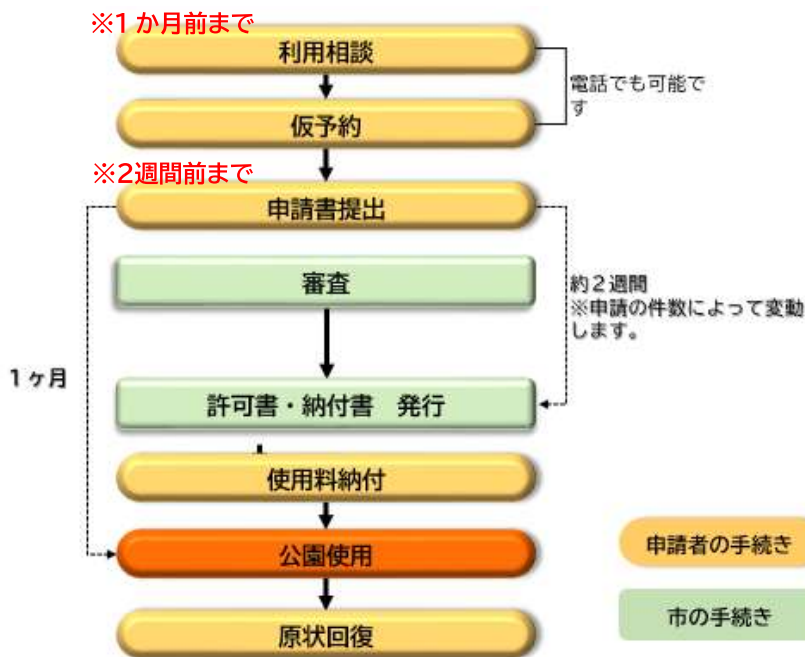 ※1か月前まで
利用相談
電話でも可能で
す
仮予約
※2週間前まで
申請書提出
審査
約２週間
※申請の件数によって変動
します。
１ヶ月
許可書・納付書　発行
使用料納付
公園使用
申請者の手続き
市の手続き
原状回復